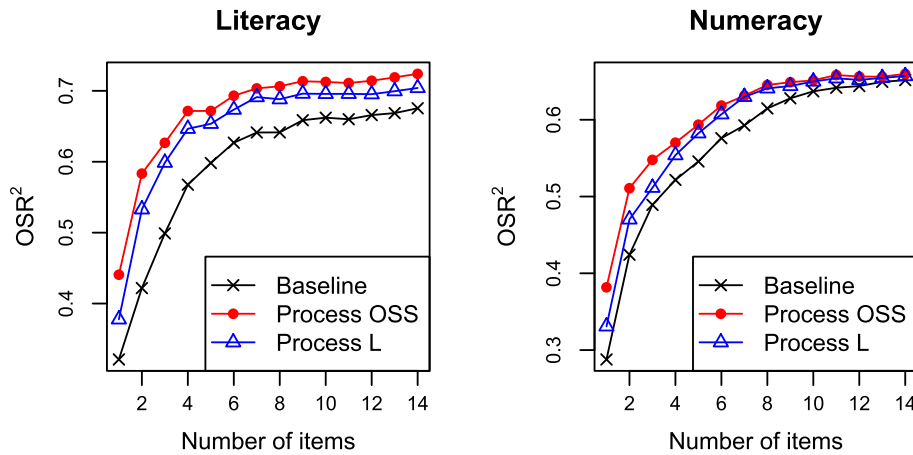 Literacy
OSR²
0.7
0.6
0.5
0.4
Baseline
Process OSS
Process L
2 4 6 8 10 12 14
Number of items
Numeracy
OSR²
0.6
0.5
0.4
0.3
Baseline
Process OSS
Process L
2 4 6 8 10 12 14
Number of items